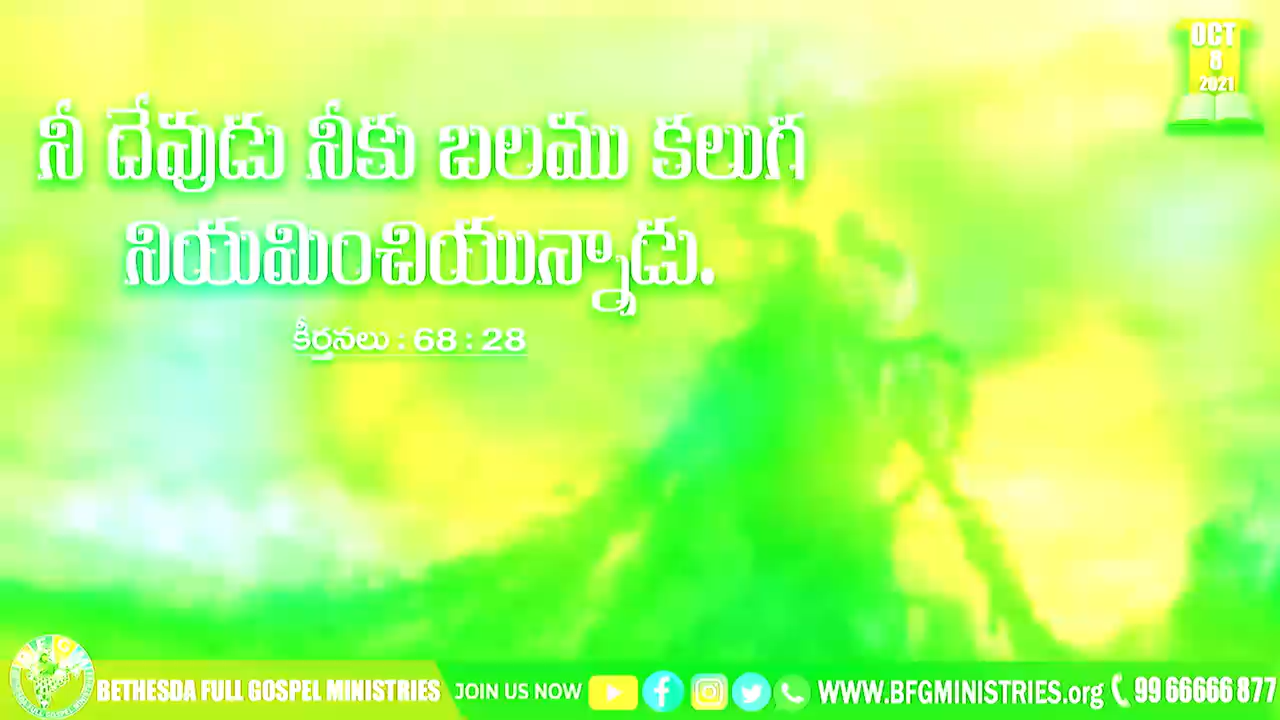 OCT
8
2021
నీ దేవుడు నీకు బలము కలుగ
నియమించియున్నాడు.
కీర్తనలు : 68 : 28
BETHESDA FULL GOSPEL MINISTRIES JOIN US NOW WWW.BFGMINISTRIES.org 99 66666 877